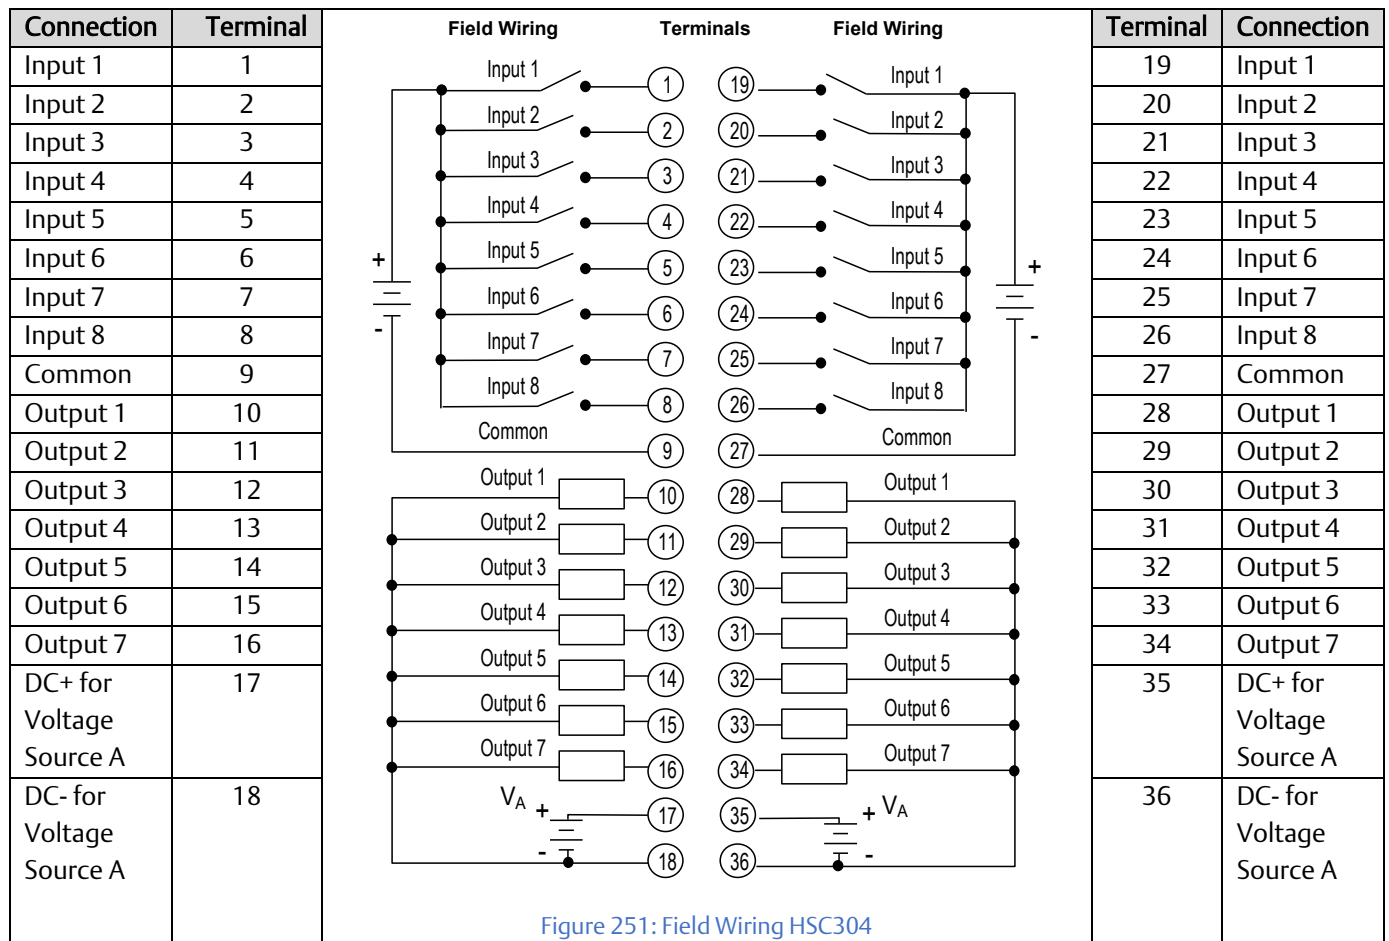 Connection Terminal
Input 1 1
Input 2 2
Input 3 3
Input 4 4
Input 5 5
Input 6 6
Input 7 7
Input 8 8
Common 9
Output 1 10
Output 2 11
Output 3 12
Output 4 13
Output 5 14
Output 6 15
Output 7 16
DC+ for 17
Voltage
Source A
DC- for 18
Voltage
Source A
Field Wiring Terminals Field Wiring
Input 1 1 19 Input 1
Input 2 2 20 Input 2
Input 3 3 21 Input 3
Input 4 4 22 Input 4
Input 5 5 23 Input 5
+ +
Input 6 6 24 Input 6
- -
Input 7 7 25 Input 7
Input 8 8 26 Input 8
Common 9 27 Common
Output 1 10 28 Output 1
Output 2 11 29 Output 2
Output 3 12 30 Output 3
Output 4 13 31 Output 4
Output 5 14 32 Output 5
Output 6 15 33 Output 6
Output 7 16 34 Output 7
VA + 17 35 + VA
- 18 36 -
Figure 251: Field Wiring HSC304
Terminal Connection
19 Input 1
20 Input 2
21 Input 3
22 Input 4
23 Input 5
24 Input 6
25 Input 7
26 Input 8
27 Common
28 Output 1
29 Output 2
30 Output 3
31 Output 4
32 Output 5
33 Output 6
34 Output 7
35 DC+ for
Voltage
Source A
36 DC- for
Voltage
Source A